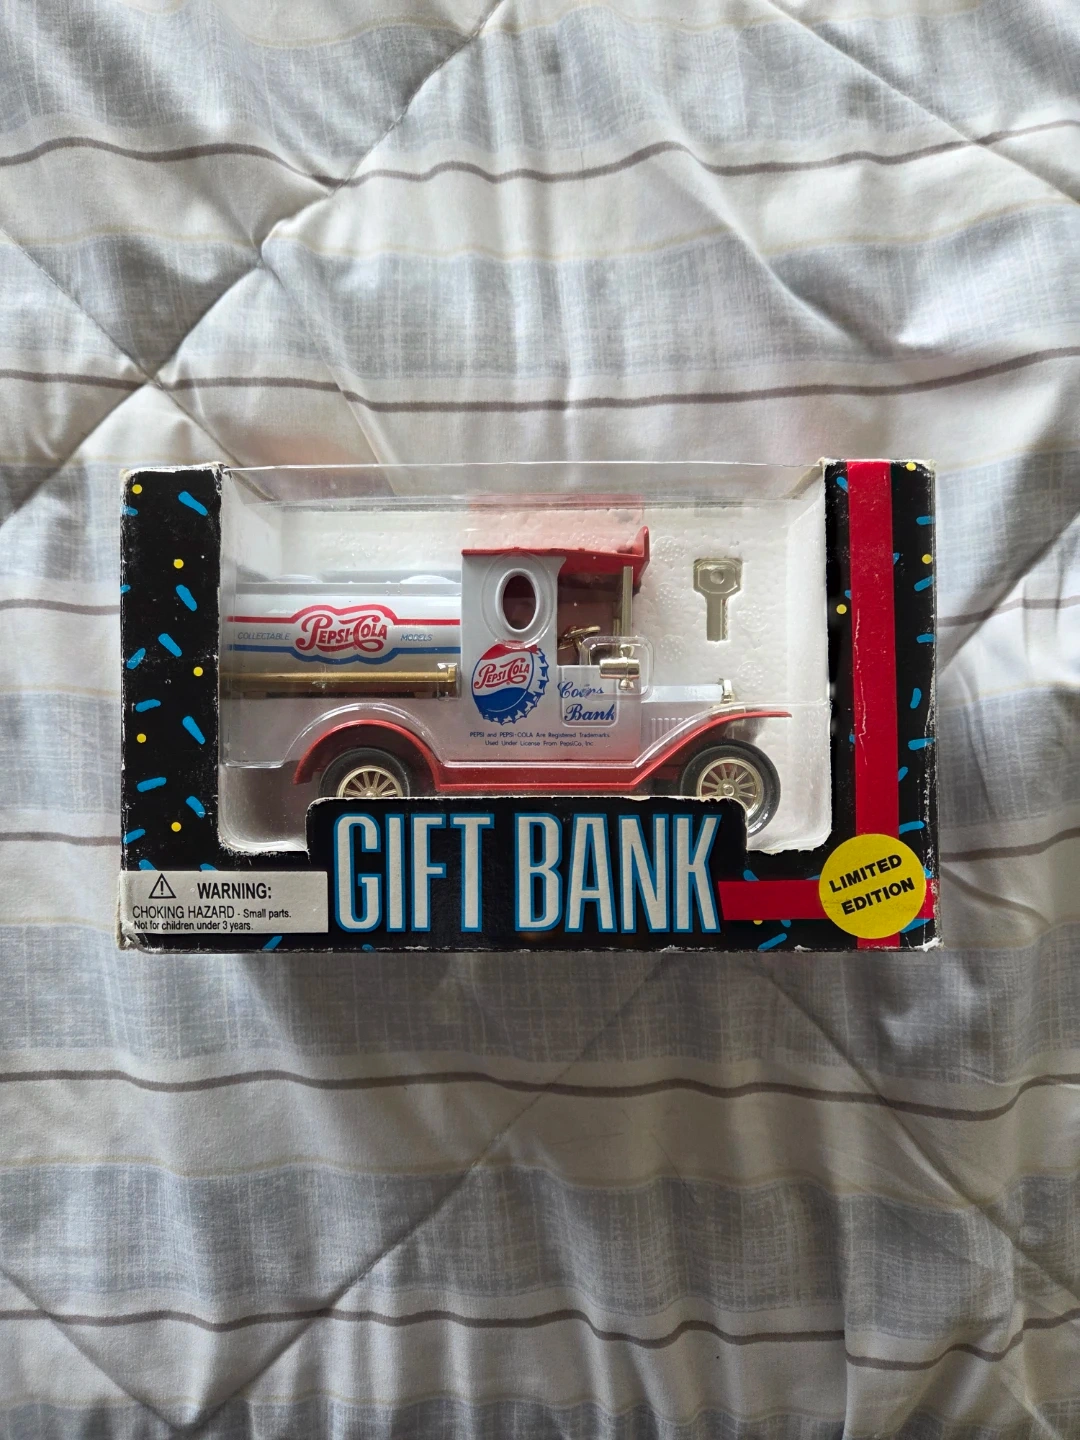 COLLECTABLE PEPSI-COLA MODELS
PEPSI-COLA
Coins
Bank
PEPSI and PEPSI-COLA Are Registered Trademarks
Used Under License From PepsiCo, Inc.
GIFT BANK
WARNING:
CHOKING HAZARD - Small parts.
Not for children under 3 years.
LIMITED
EDITION